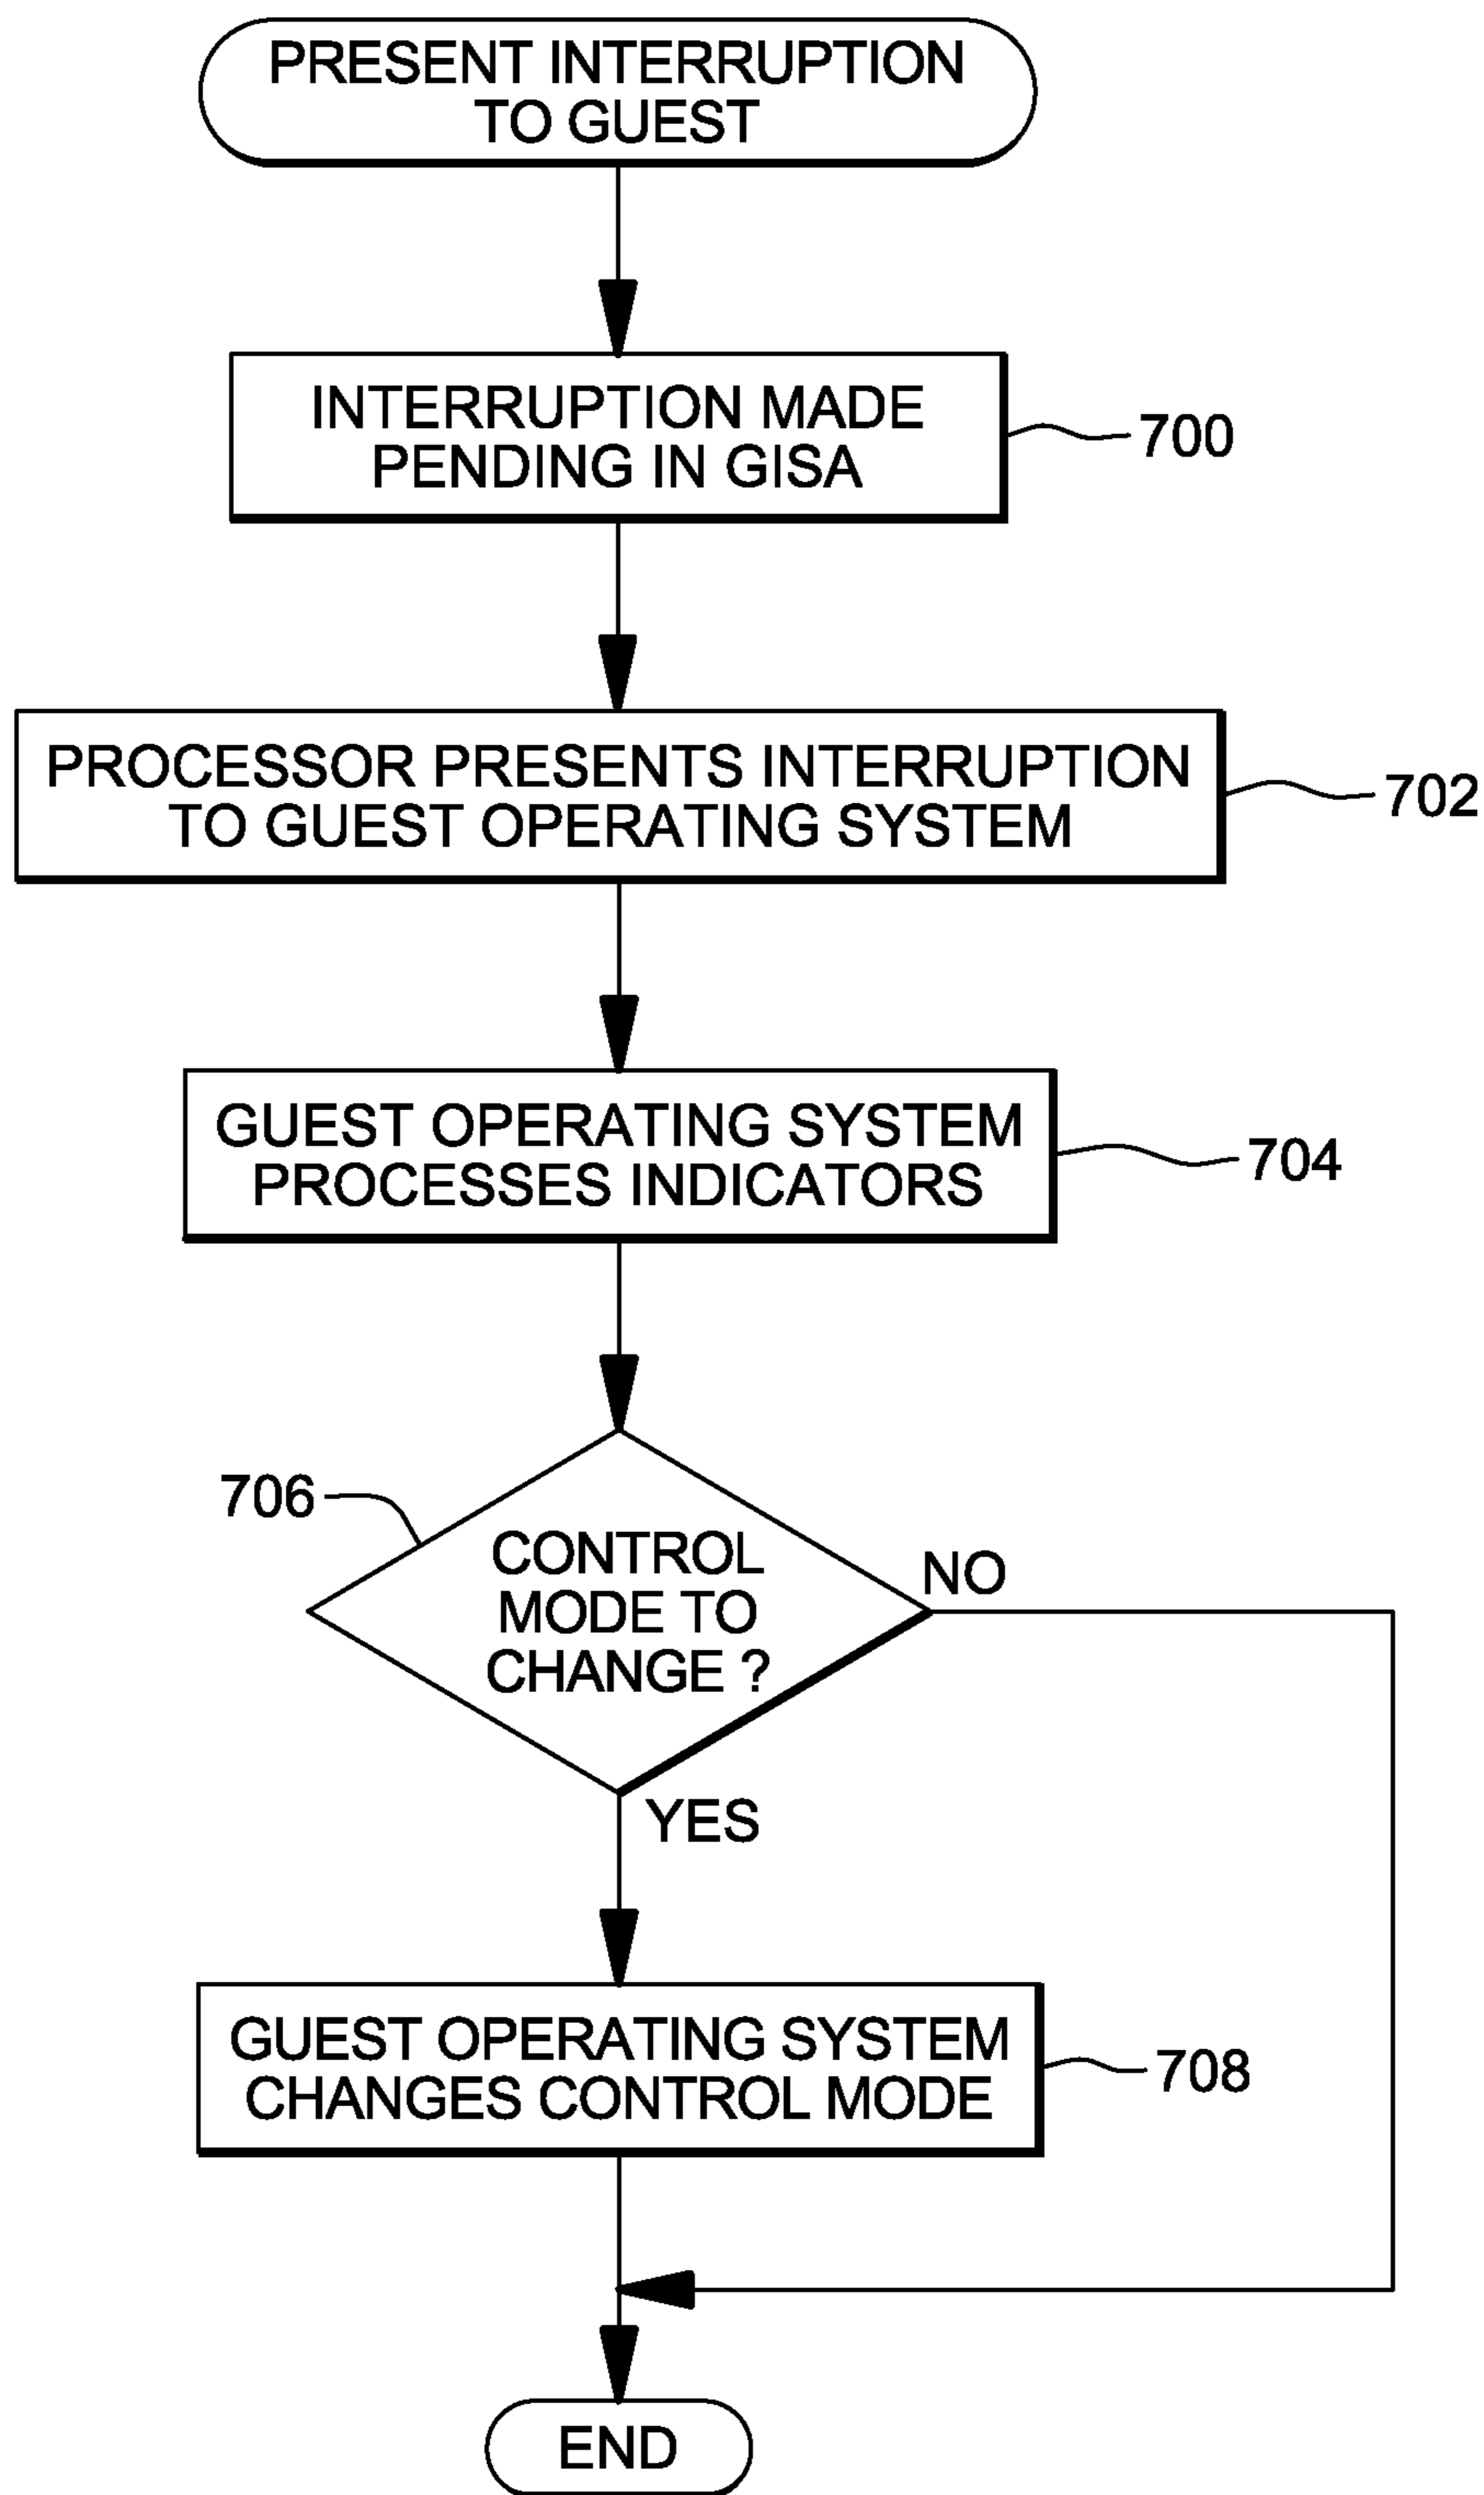 PRESENT INTERRUPTION
TO GUEST
INTERRUPTION MADE
PENDING IN GISA
700
PROCESSOR PRESENTS INTERRUPTION
TO GUEST OPERATING SYSTEM
702
GUEST OPERATING SYSTEM
PROCESSES INDICATORS
704
706
CONTROL
MODE TO
CHANGE ?
NO
YES
GUEST OPERATING SYSTEM
CHANGES CONTROL MODE
708
END